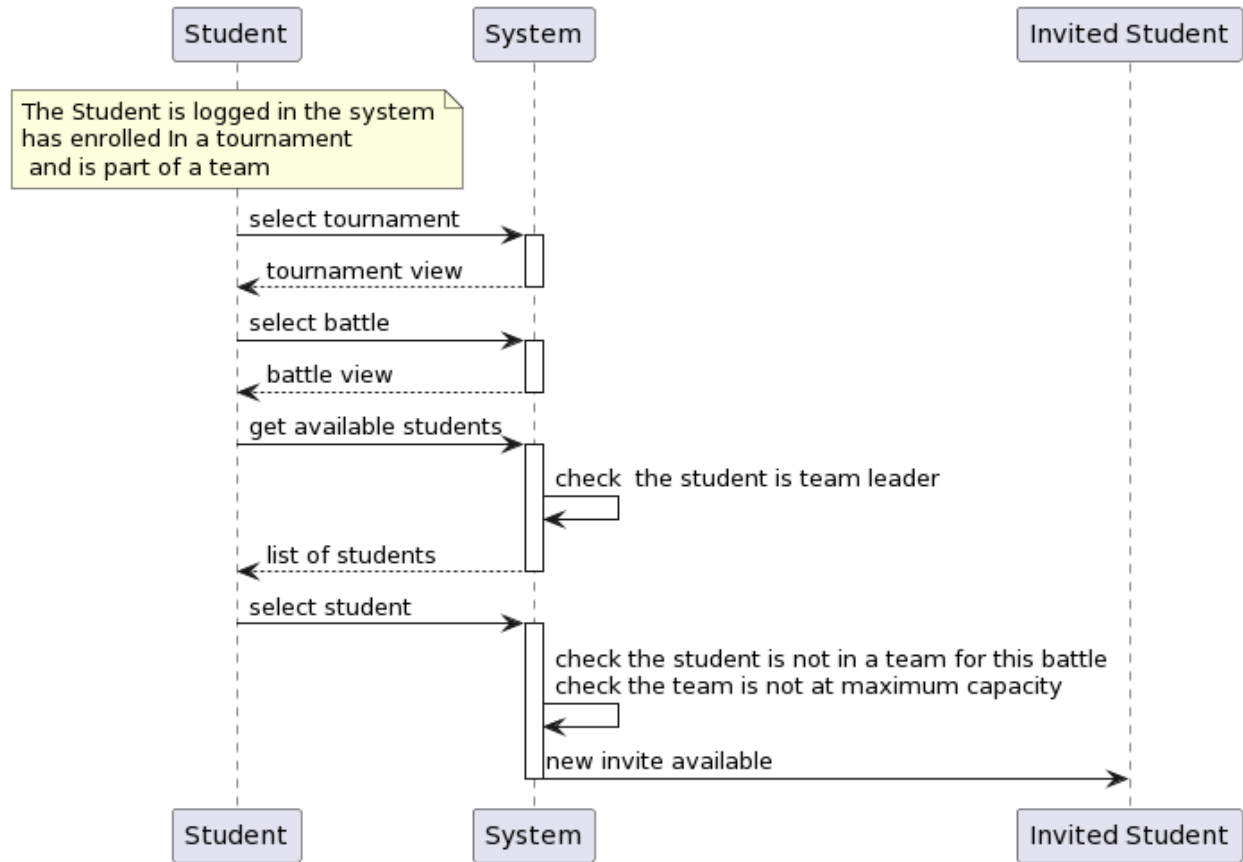 Student
System
Invited Student
The Student is logged in the system
has enrolled In a tournament
and is part of a team
select tournament
tournament view
select battle
battle view
get available students
check  the student is team leader
list of students
select student
check the student is not in a team for this battle
check the team is not at maximum capacity
new invite available
Student
System
Invited Student